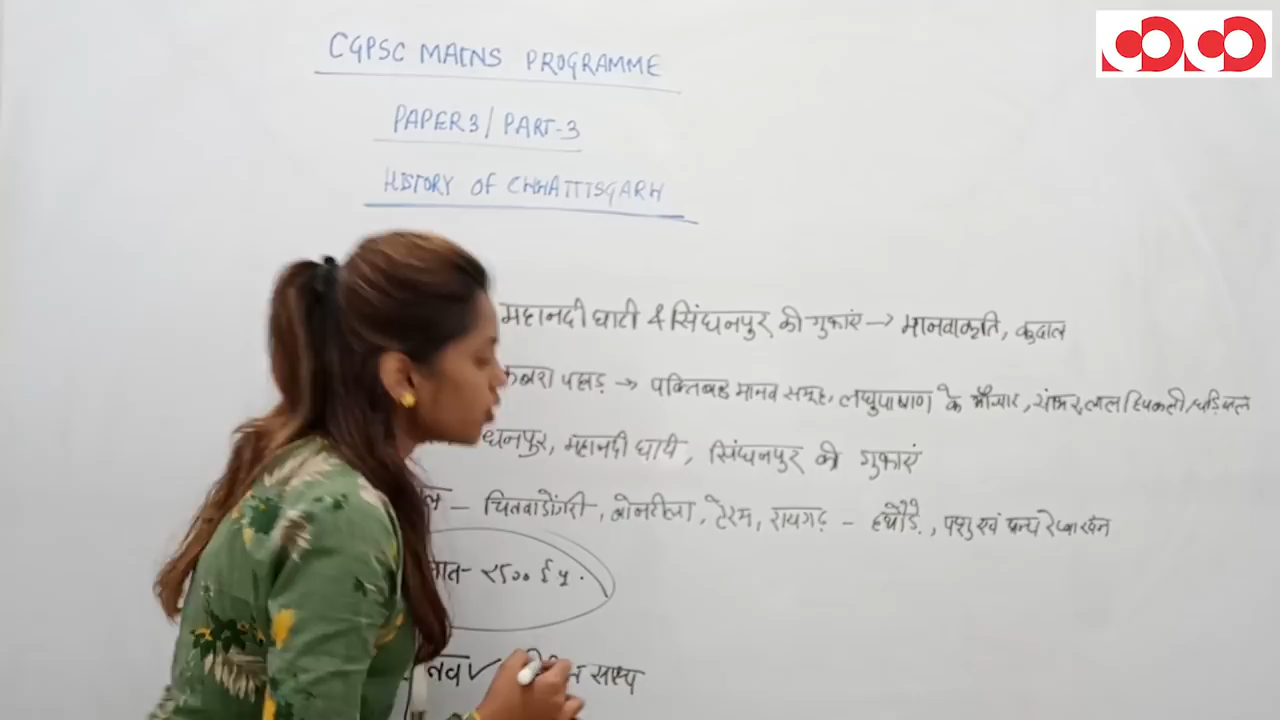 CGPSC MAINS PROGRAMME
PAPER3/PART-3
HISTORY OF CHHATTISGARH
महानदी घाटी & सिंघनपुर की गुफाएं → मानवाकृति, कुदाल
कबरा पहाड़ → पंक्तिबद्ध मानव समूह, लघुपाषाण के औजार, सांभर, लाल छिपकली, घड़ियाल
धनपुर, महानदी घाटी, सिंघनपुर की गुफाएं
चितवाडोंगरी, बोनटीला, टेरम, रायगढ़ - हथौड़े, पशु एवं अन्य रेखांकन
साक्ष्य